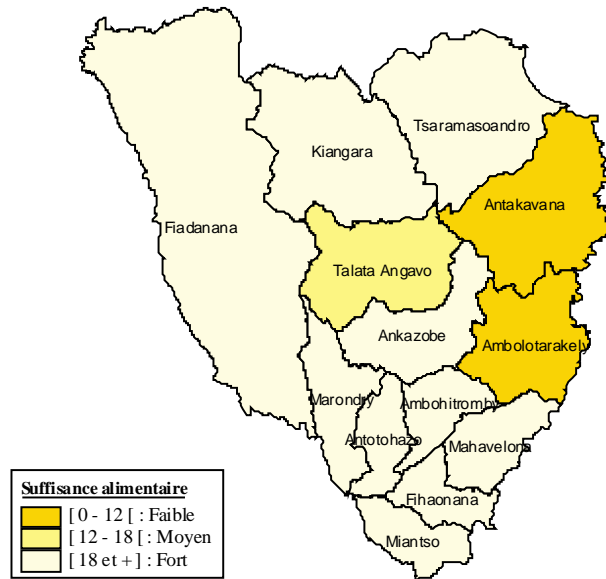 Tsaramasoandro
Kiangara
Antakavana
Fiadanana
Talata Angavo
Ankazobe
Ambolotarakely
Marondry
Ambohitromby
Antotohazo
Mahavelona
Fihaonana
Miantso
Suffisance alimentaire
[ 0 - 12 [ : Faible
[ 12 - 18 [ : Moyen
[ 18 et + ] : Fort